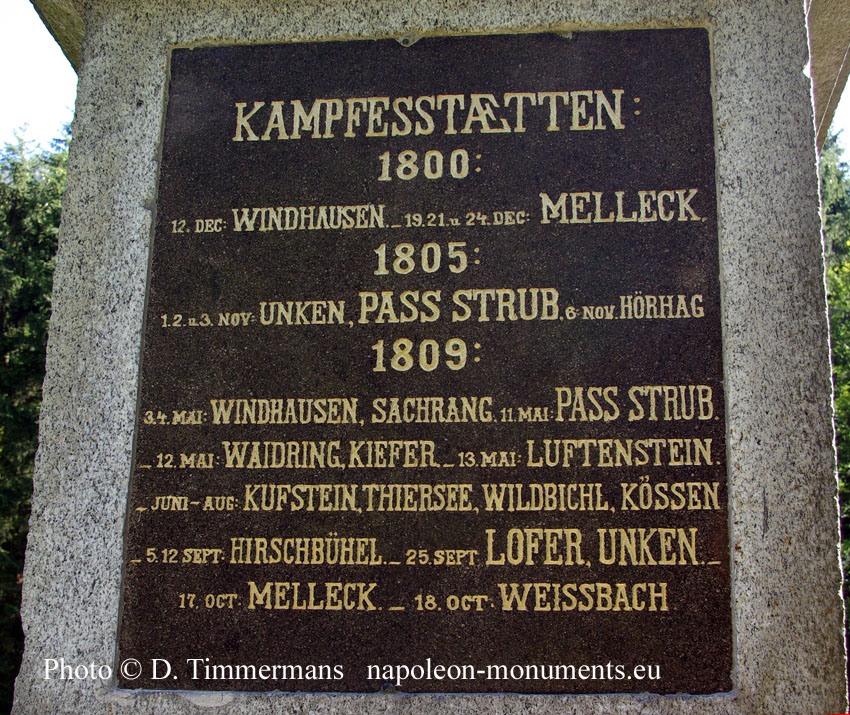 KAMPFESSTÆTTEN:
1800:
12. DEC: WINDHAUSEN. _ 19.21. u. 24. DEC: MELLECK.
1805:
1.2. u. 3. NOV: UNKEN, PASS STRUB, 6. NOV. HÖRHAG
1809:
3.4. MAI: WINDHAUSEN, SACHRANG. 11. MAI: PASS STRUB.
_ 12. MAI: WAIDRING, KIEFER _ 13. MAI: LUFTENSTEIN.
_ JUNI – AUG: KUFSTEIN, THIERSEE, WILDBICHL, KÖSSEN
_ 5. 12 SEPT: HIRSCHBÜHEL. _ 25. SEPT. LOFER, UNKEN. _
17. OCT: MELLECK. _ 18. OCT: WEISSBACH.
Photo © D. Timmermans napoleon-monuments.eu